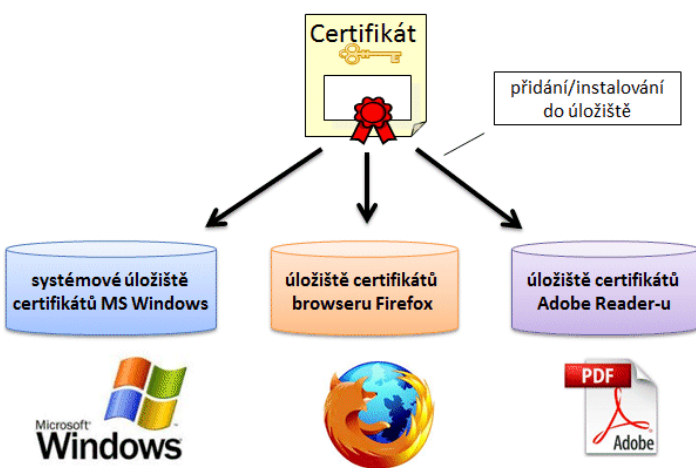 Certifikát
přidání/instalování
do úložiště
systémové úložiště
certifikátů MS Windows
úložiště certifikátů
browseru Firefox
úložiště certifikátů
Adobe Reader-u
Microsoft®
Windows®
PDF
Adobe